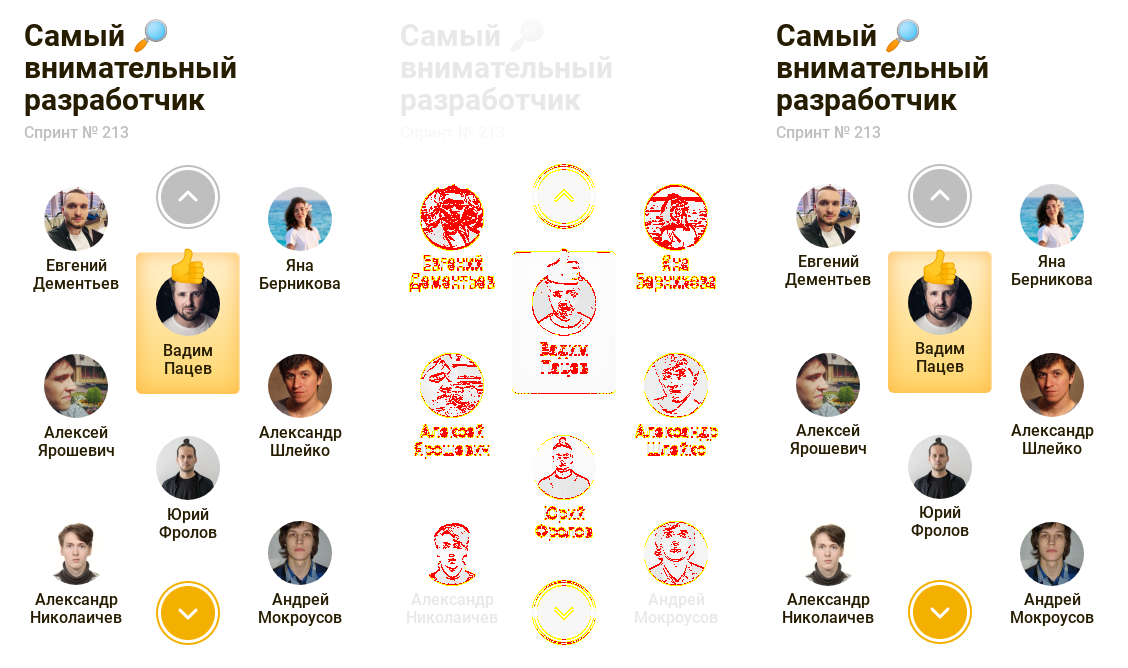 Самый 🔎
внимательный
разработчик
Спринт № 213
Евгений
Дементьев
Яна
Берникова
Вадим
Пацев
Алексей
Ярошевич
Александр
Шлейко
Юрий
Фролов
Александр
Николаичев
Андрей
Мокроусов
Самый 🔎
внимательный
разработчик
Спринт № 213
Евгений
Дементьев
Яна
Берникова
Вадим
Пацев
Алексей
Ярошевич
Александр
Шлейко
Юрий
Фролов
Александр
Николаичев
Андрей
Мокроусов
Самый 🔎
внимательный
разработчик
Спринт № 213
Евгений
Дементьев
Яна
Берникова
Вадим
Пацев
Алексей
Ярошевич
Александр
Шлейко
Юрий
Фролов
Александр
Николаичев
Андрей
Мокроусов